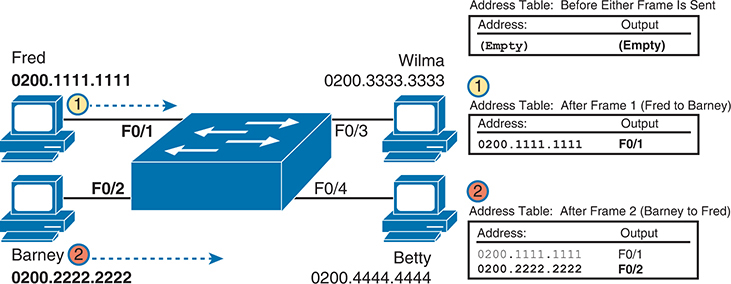 Address Table: Before Either Frame Is Sent
Address: Output
(Empty) (Empty)
Fred
0200.1111.1111
1
F0/1
Wilma
0200.3333.3333
F0/3
1
Address Table: After Frame 1 (Fred to Barney)
Address: Output
0200.1111.1111 F0/1
F0/2
Barney 2
0200.2222.2222
F0/4
Betty
0200.4444.4444
2
Address Table: After Frame 2 (Barney to Fred)
Address: Output
0200.1111.1111 F0/1
0200.2222.2222 F0/2